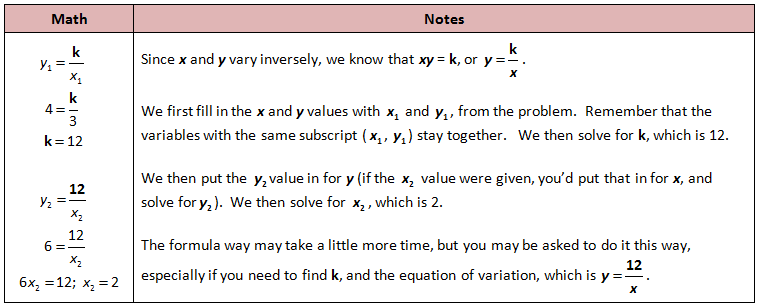 Math
Notes
y₁ = k/x₁
Since x and y vary inversely, we know that xy = k, or y = k/x .
4 = k/3
k = 12
We first fill in the x and y values with x₁ and y₁, from the problem. Remember that the
variables with the same subscript ( x₁, y₁ ) stay together. We then solve for k, which is 12.
y₂ = 12/x₂
We then put the y₂ value in for y (if the x₂ value were given, you’d put that in for x, and
solve for y₂ ). We then solve for x₂ , which is 2.
6 = 12/x₂
6x₂ = 12; x₂ = 2
The formula way may take a little more time, but you may be asked to do it this way,
especially if you need to find k, and the equation of variation, which is y = 12/x .